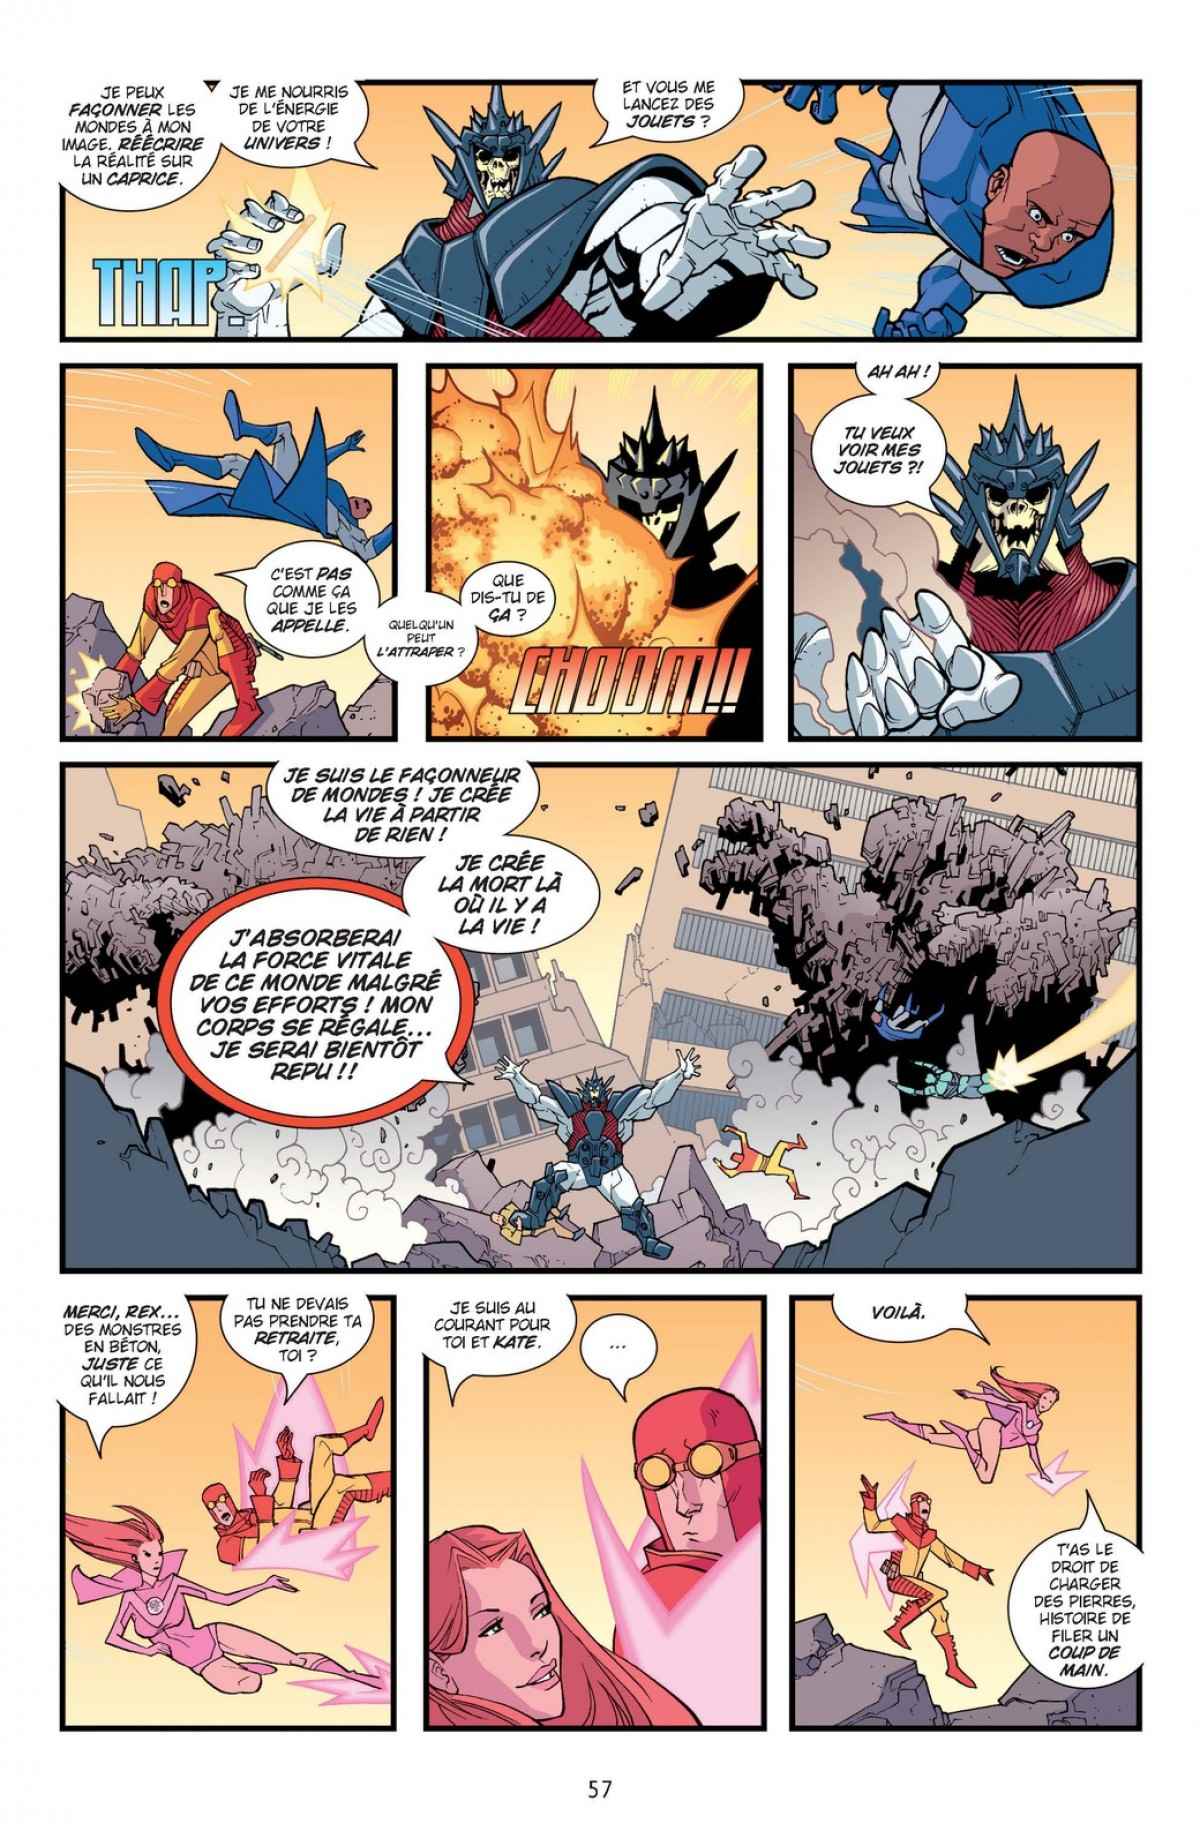 JE PEUX
FAÇONNER LES
MONDES À MON
IMAGE. RÉÉCRIRE
LA RÉALITÉ SUR
UN CAPRICE.
JE ME NOURRIS
DE L'ÉNERGIE
DE VOTRE
UNIVERS !
ET VOUS ME
LANCEZ DES
JOUETS ?
THAP
C'EST PAS
COMME ÇA
QUE JE LES
APPELLE.
QUELQU'UN
PEUT
L'ATTRAPER ?
QUE
DIS-TU DE
ÇA ?
CHOOM!!
AH AH !
TU VEUX
VOIR MES
JOUETS ?!
JE SUIS LE FAÇONNEUR
DE MONDES ! JE CRÉE
LA VIE À PARTIR
DE RIEN !
JE CRÉE
LA MORT LÀ
OÙ IL Y A
LA VIE !
J'ABSORBERAI
LA FORCE VITALE
DE CE MONDE MALGRÉ
VOS EFFORTS ! MON
CORPS SE RÉGALE...
JE SERAI BIENTÔT
REPU !!
MERCI, REX...
DES MONSTRES
EN BÉTON,
JUSTE CE
QU'IL NOUS
FALLAIT !
TU NE DEVAIS
PAS PRENDRE TA
RETRAITE,
TOI ?
JE SUIS AU
COURANT POUR
TOI ET KATE.
...
VOILÀ.
T'AS LE
DROIT DE
CHARGER
DES PIERRES,
HISTOIRE DE
FILER UN
COUP DE
MAIN.
57